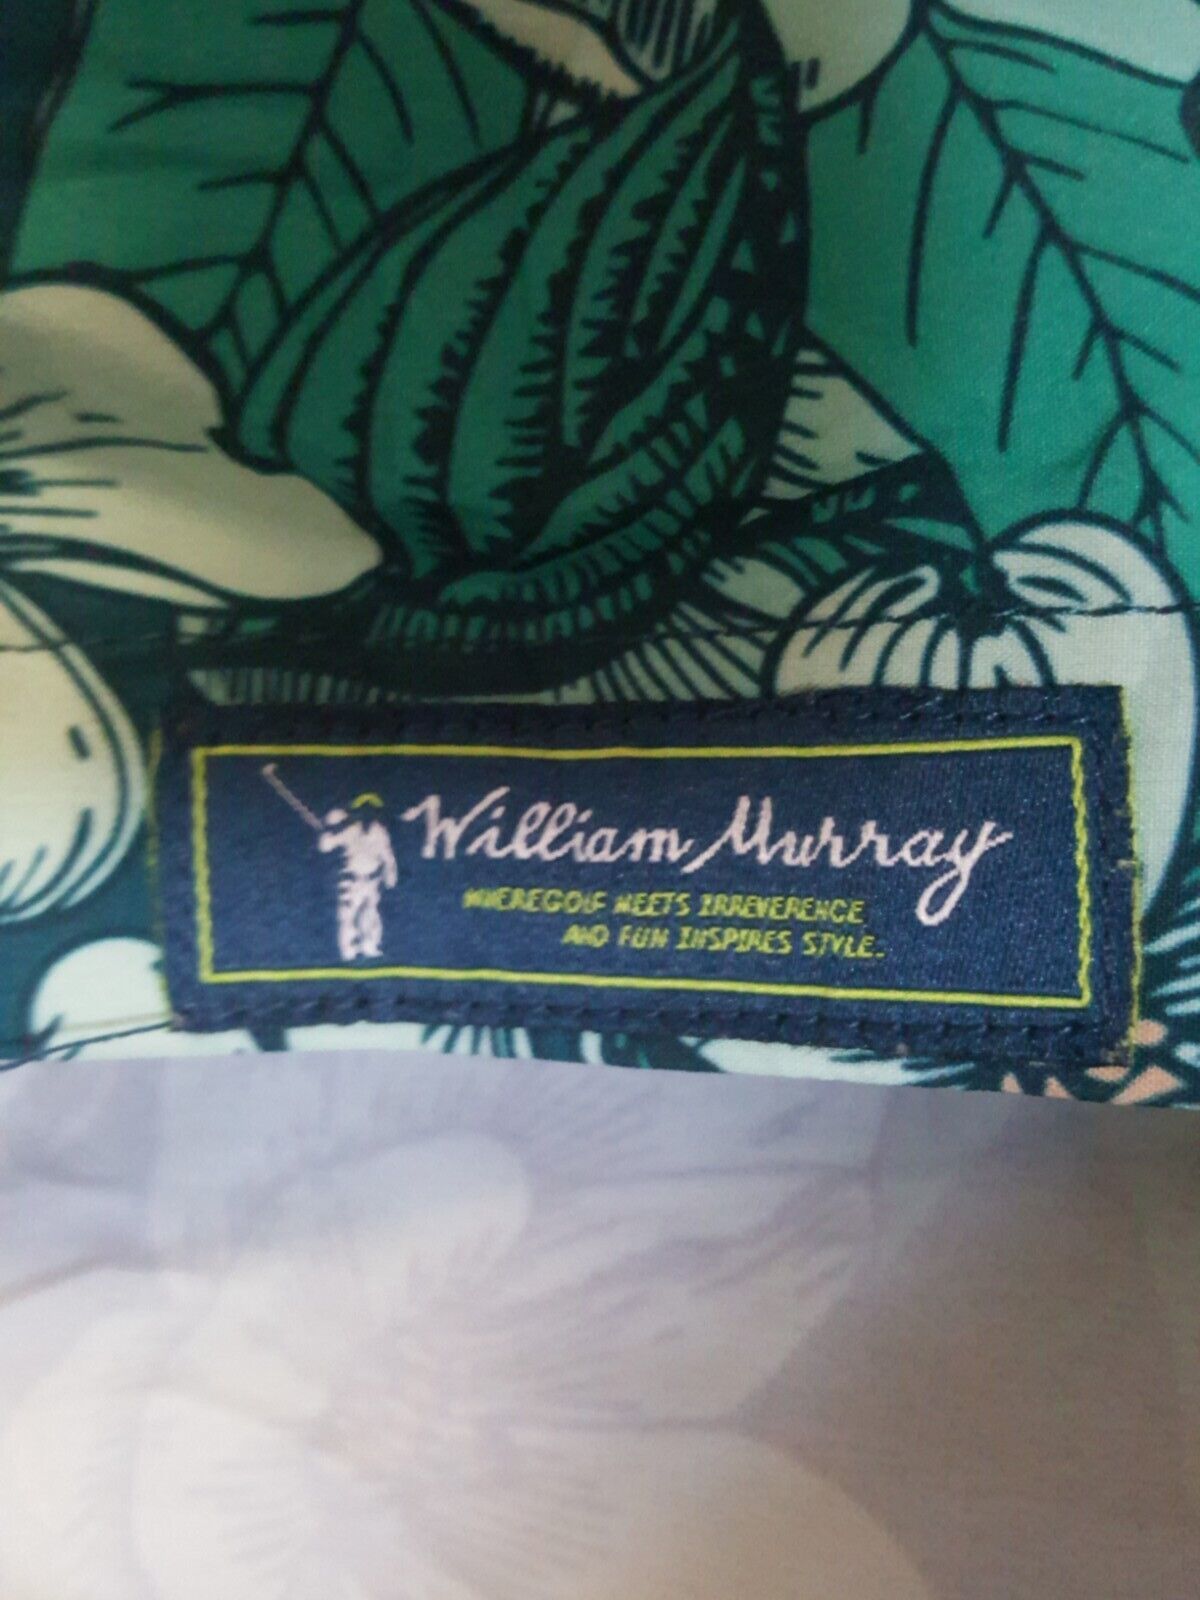 William Murray
WHEREGOLF MEETS IRREVERENCE
AND FUN INSPIRES STYLE.